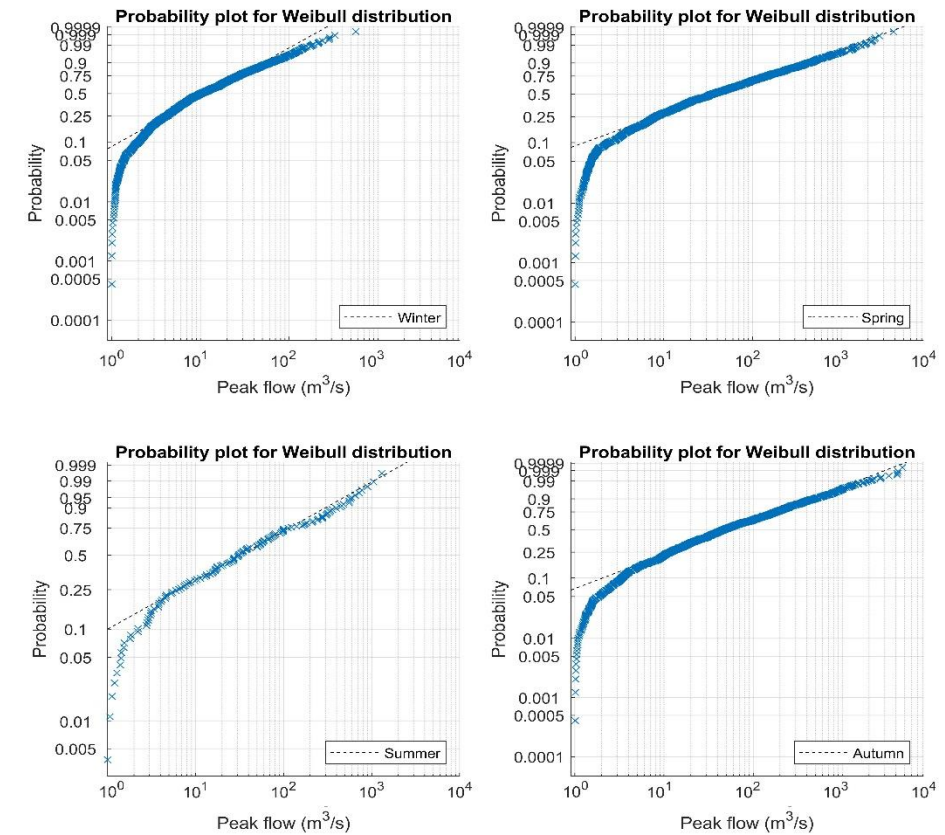 Probability plot for Weibull distribution
0.9999
0.999
0.99
0.9
0.75
0.5
0.25
0.1
0.05
0.01
0.005
0.001
0.0005
0.0001
Probability
Winter
10^0 10^1 10^2 10^3 10^4
Peak flow (m^3/s)
Probability plot for Weibull distribution
0.9999
0.999
0.99
0.9
0.75
0.5
0.25
0.1
0.05
0.01
0.005
0.001
0.0005
0.0001
Probability
Spring
10^0 10^1 10^2 10^3 10^4
Peak flow (m^3/s)
Probability plot for Weibull distribution
0.999
0.99
0.95
0.9
0.75
0.5
0.25
0.1
0.05
0.01
0.005
Probability
Summer
10^0 10^1 10^2 10^3 10^4
Peak flow (m^3/s)
Probability plot for Weibull distribution
0.9999
0.999
0.99
0.9
0.75
0.5
0.25
0.1
0.05
0.01
0.005
0.001
0.0005
0.0001
Probability
Autumn
10^0 10^1 10^2 10^3 10^4
Peak flow (m^3/s)